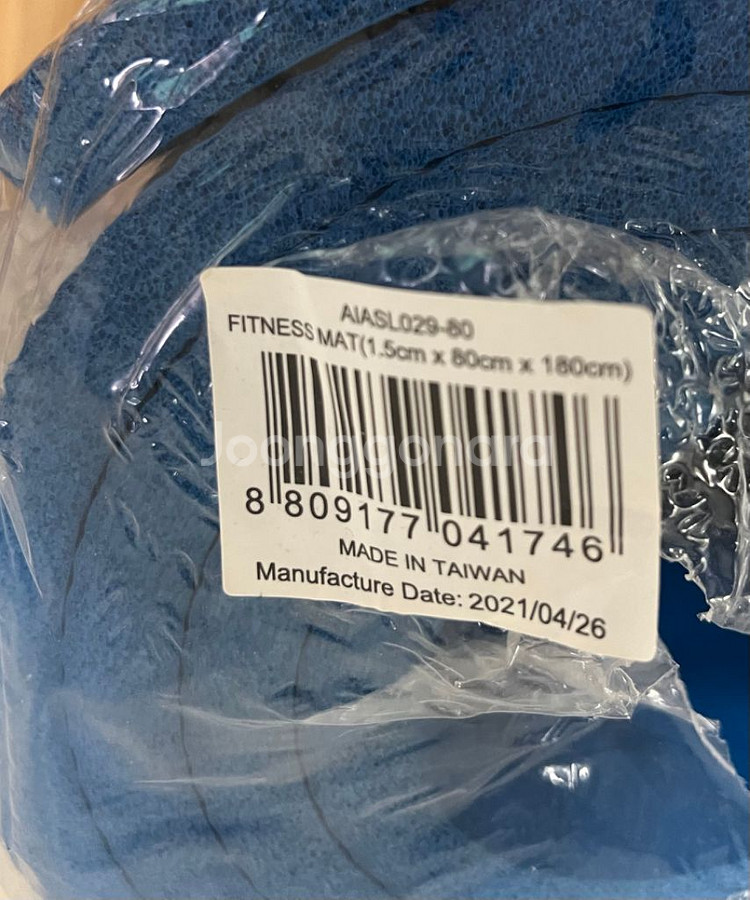 AIASL029-80
FITNESS MAT(1.5cm x 80cm x 180cm)
Joonggonara
8 809177 041746
MADE IN TAIWAN
Manufacture Date: 2021/04/26